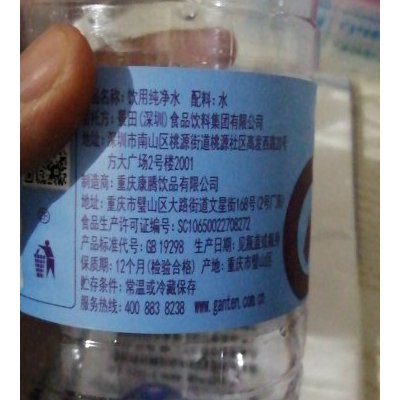 品名：饮用纯净水 配料：水
委托方：景田(深圳)食品饮料集团有限公司
地址：深圳市南山区桃源街道桃源社区高发西路20号
方大广场2号楼2001
制造商：重庆康腾饮品有限公司
地址：重庆市璧山区大路街道文星街168号(2号厂房)
食品生产许可证编号：SC10650022708272
产品标准代号：GB 19298 生产日期：见瓶盖或瓶肩
保质期：12个月(检验合格) 产地：重庆市璧山区
贮存条件：常温或冷藏保存
服务热线：400 883 8238 www.ganten.com.cn